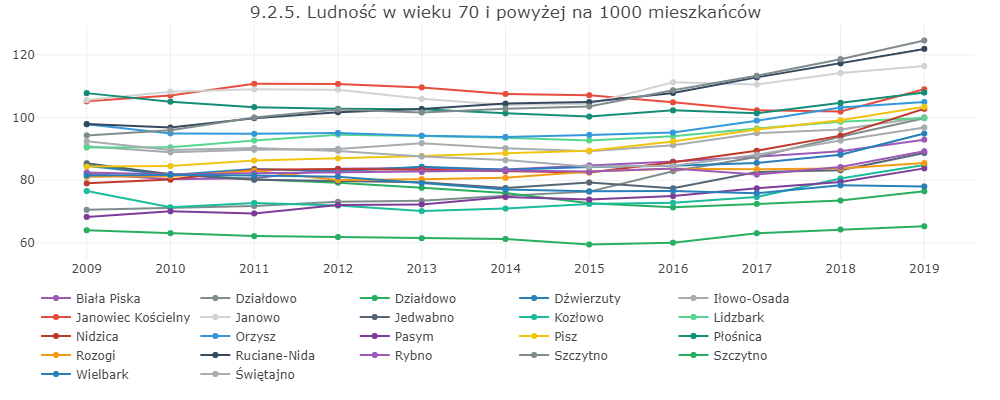 9.2.5. Ludność w wieku 70 i powyżej na 1000 mieszkańców
120
100
80
60
2009 2010 2011 2012 2013 2014 2015 2016 2017 2018 2019
Biała Piska Działdowo Działdowo Dźwierzuty Iłowo-Osada
Janowiec Kościelny Janowo Jedwabno Kozłowo Lidzbark
Nidzica Orzysz Pasym Pisz Płośnica
Rozogi Ruciane-Nida Rybno Szczytno Szczytno
Wielbark Świętajno